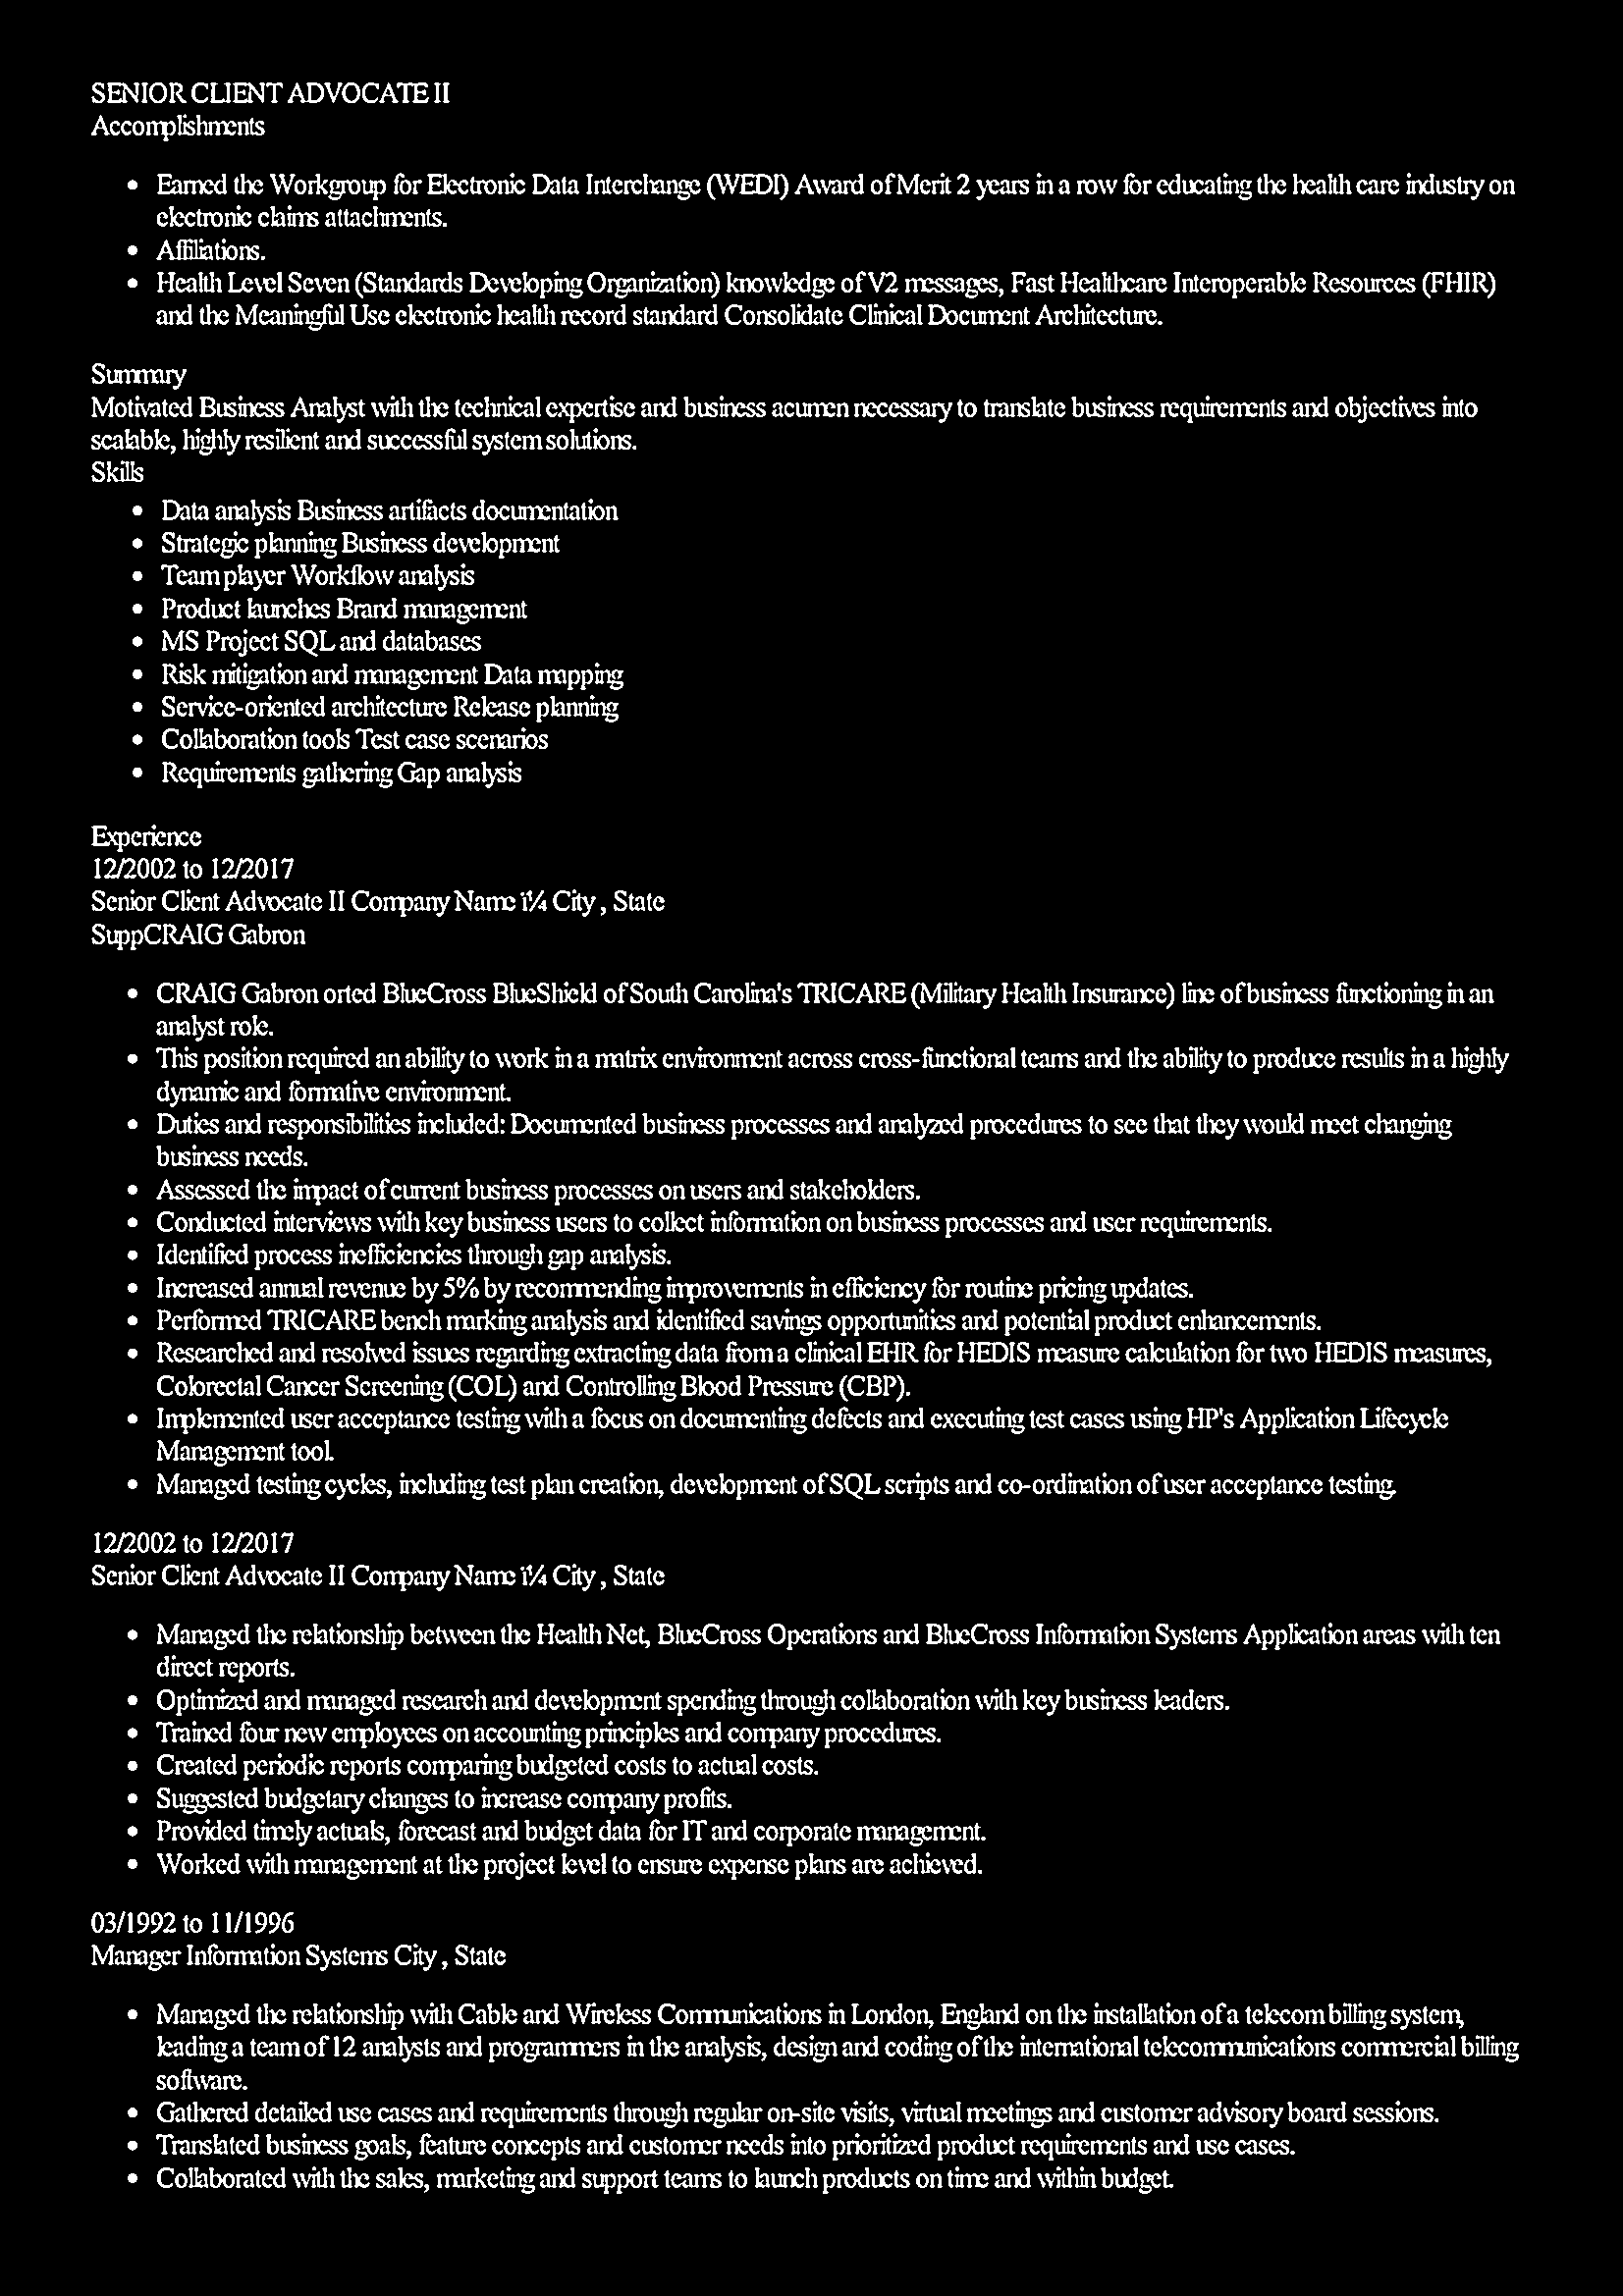 SENIOR CLIENT ADVOCATE II
Accomplishments
• Earned the Workgroup for Electronic Data Interchange (WEDI) Award of Merit 2 years in a row for educating the health care industry on
electronic claims attachments.
• Affiliations.
• Health Level Seven (Standards Developing Organization) knowledge of V2 messages, Fast Healthcare Interoperable Resources (FHIR)
and the Meaningful Use electronic health record standard Consolidate Clinical Document Architecture.
Summary
Motivated Business Analyst with the technical expertise and business acumen necessary to translate business requirements and objectives into
scalable, highly resilient and successful system solutions.
Skills
• Data analysis Business artifacts documentation
• Strategic planning Business development
• Team player Workflow analysis
• Product launches Brand management
• MS Project SQL and databases
• Risk mitigation and management Data mapping
• Service-oriented architecture Release planning
• Collaboration tools Test case scenarios
• Requirements gathering Gap analysis
Experience
12/2002 to 12/2017
Senior Client Advocate II Company Name ï¼ City , State
SuppCRAIG Gabron
• CRAIG Gabron orted BlueCross BlueShield of South Carolina's TRICARE (Military Health Insurance) line of business functioning in an
analyst role.
• This position required an ability to work in a matrix environment across cross-functional teams and the ability to produce results in a highly
dynamic and formative environment.
• Duties and responsibilities included: Documented business processes and analyzed procedures to see that they would meet changing
business needs.
• Assessed the impact of current business processes on users and stakeholders.
• Conducted interviews with key business users to collect information on business processes and user requirements.
• Identified process inefficiencies through gap analysis.
• Increased annual revenue by 5% by recommending improvements in efficiency for routine pricing updates.
• Performed TRICARE bench marking analysis and identified savings opportunities and potential product enhancements.
• Researched and resolved issues regarding extracting data from a clinical EHR for HEDIS measure calculation for two HEDIS measures,
Colorectal Cancer Screening (COL) and Controlling Blood Pressure (CBP).
• Implemented user acceptance testing with a focus on documenting defects and executing test cases using HP's Application Lifecycle
Management tool.
• Managed testing cycles, including test plan creation, development of SQL scripts and co-ordination of user acceptance testing.
12/2002 to 12/2017
Senior Client Advocate II Company Name ï¼ City , State
• Managed the relationship between the Health Net, BlueCross Operations and BlueCross Information Systems Application areas with ten
direct reports.
• Optimized and managed research and development spending through collaboration with key business leaders.
• Trained four new employees on accounting principles and company procedures.
• Created periodic reports comparing budgeted costs to actual costs.
• Suggested budgetary changes to increase company profits.
• Provided timely actuals, forecast and budget data for IT and corporate management.
• Worked with management at the project level to ensure expense plans are achieved.
03/1992 to 11/1996
Manager Information Systems City , State
• Managed the relationship with Cable and Wireless Communications in London, England on the installation of a telecom billing system,
leading a team of 12 analysts and programmers in the analysis, design and coding of the international telecommunications commercial billing
software.
• Gathered detailed use cases and requirements through regular on-site visits, virtual meetings and customer advisory board sessions.
• Translated business goals, feature concepts and customer needs into prioritized product requirements and use cases.
• Collaborated with the sales, marketing and support teams to launch products on time and within budget.